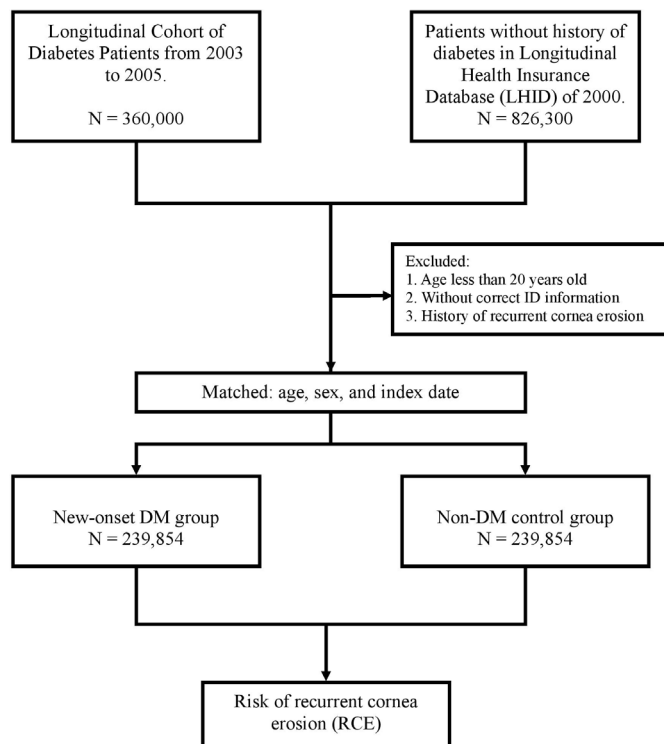 Longitudinal Cohort of
Diabetes Patients from 2003
to 2005.
N = 360,000
Patients without history of
diabetes in Longitudinal
Health Insurance
Database (LHID) of 2000.
N = 826,300
Excluded:
1. Age less than 20 years old
2. Without correct ID information
3. History of recurrent cornea erosion
Matched: age, sex, and index date
New-onset DM group
N = 239,854
Non-DM control group
N = 239,854
Risk of recurrent cornea
erosion (RCE)